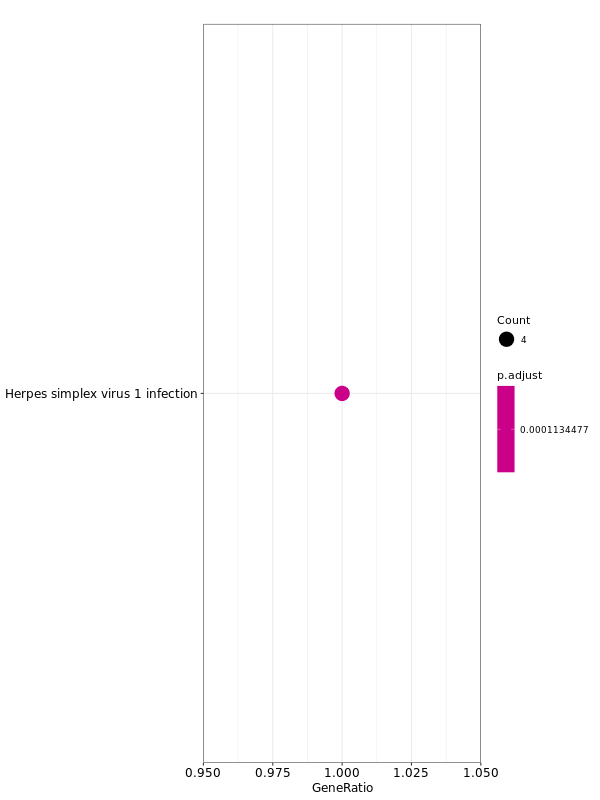 Count
4
p.adjust
0.0001134477
Herpes simplex virus 1 infection
0.950 0.975 1.000 1.025 1.050
GeneRatio